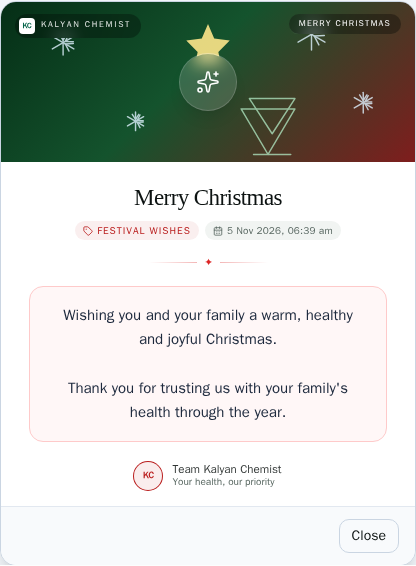 KC KALYAN CHEMIST
MERRY CHRISTMAS
Merry Christmas
FESTIVAL WISHES
5 Nov 2026, 06:39 am
Wishing you and your family a warm, healthy
and joyful Christmas.
Thank you for trusting us with your family's
health through the year.
KC
Team Kalyan Chemist
Your health, our priority
Close